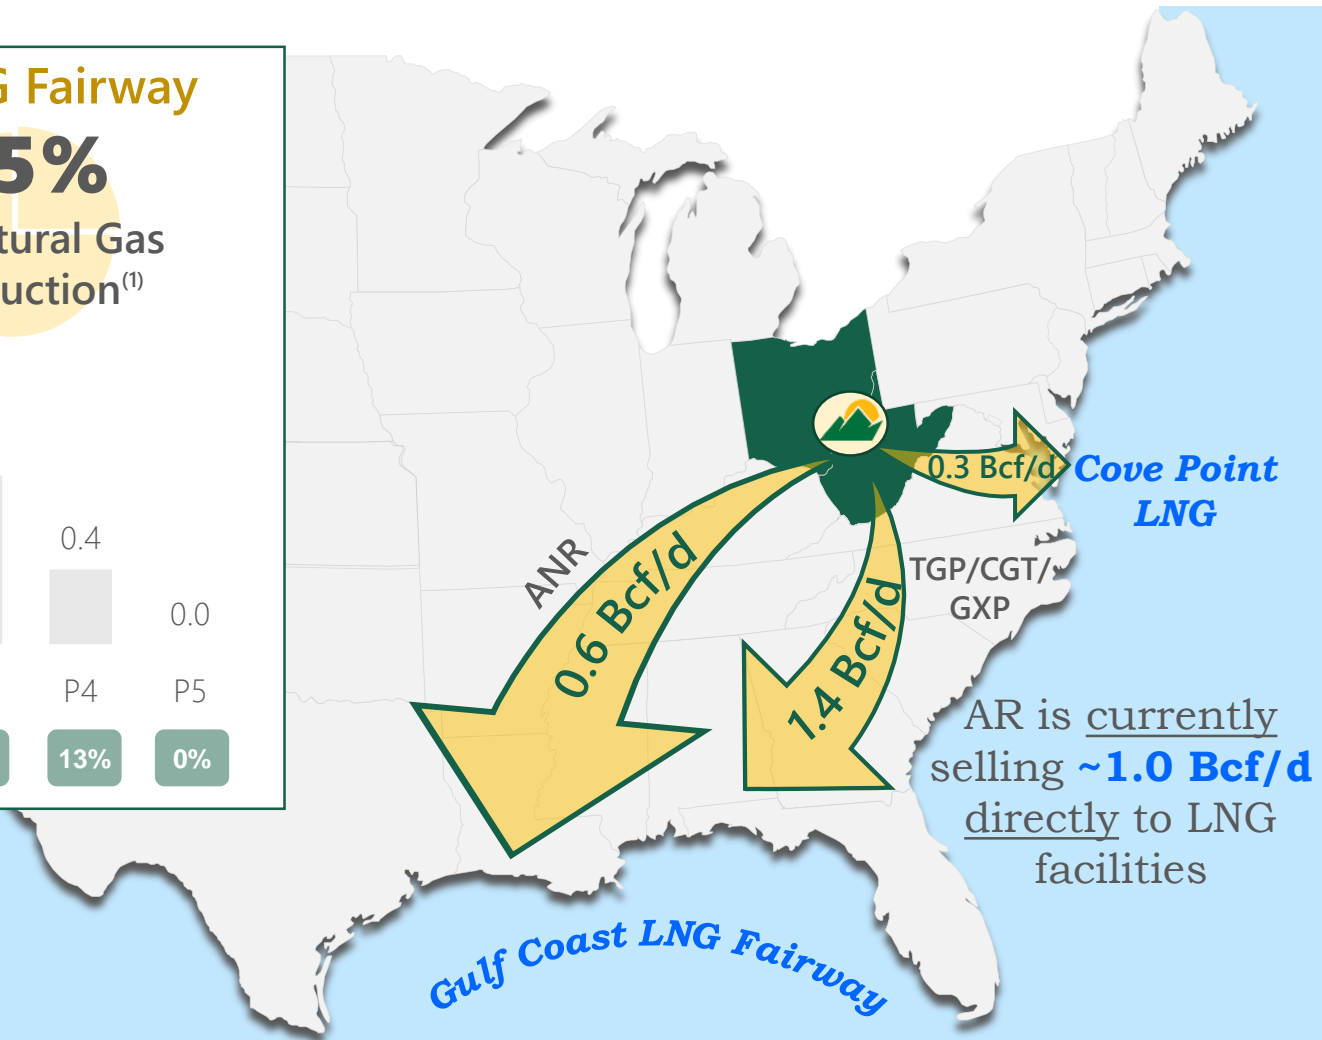 G Fairway
5%
tural Gas
uction(1)
0.4
0.0
P4
P5
13%
0%
ANR
0.6 Bcf/d
1.4 Bcf/d
0.3 Bcf/d
TGP/CGT/
GXP
Cove Point
LNG
AR is currently
selling ~1.0 Bcf/d
directly to LNG
facilities
Gulf Coast LNG Fairway